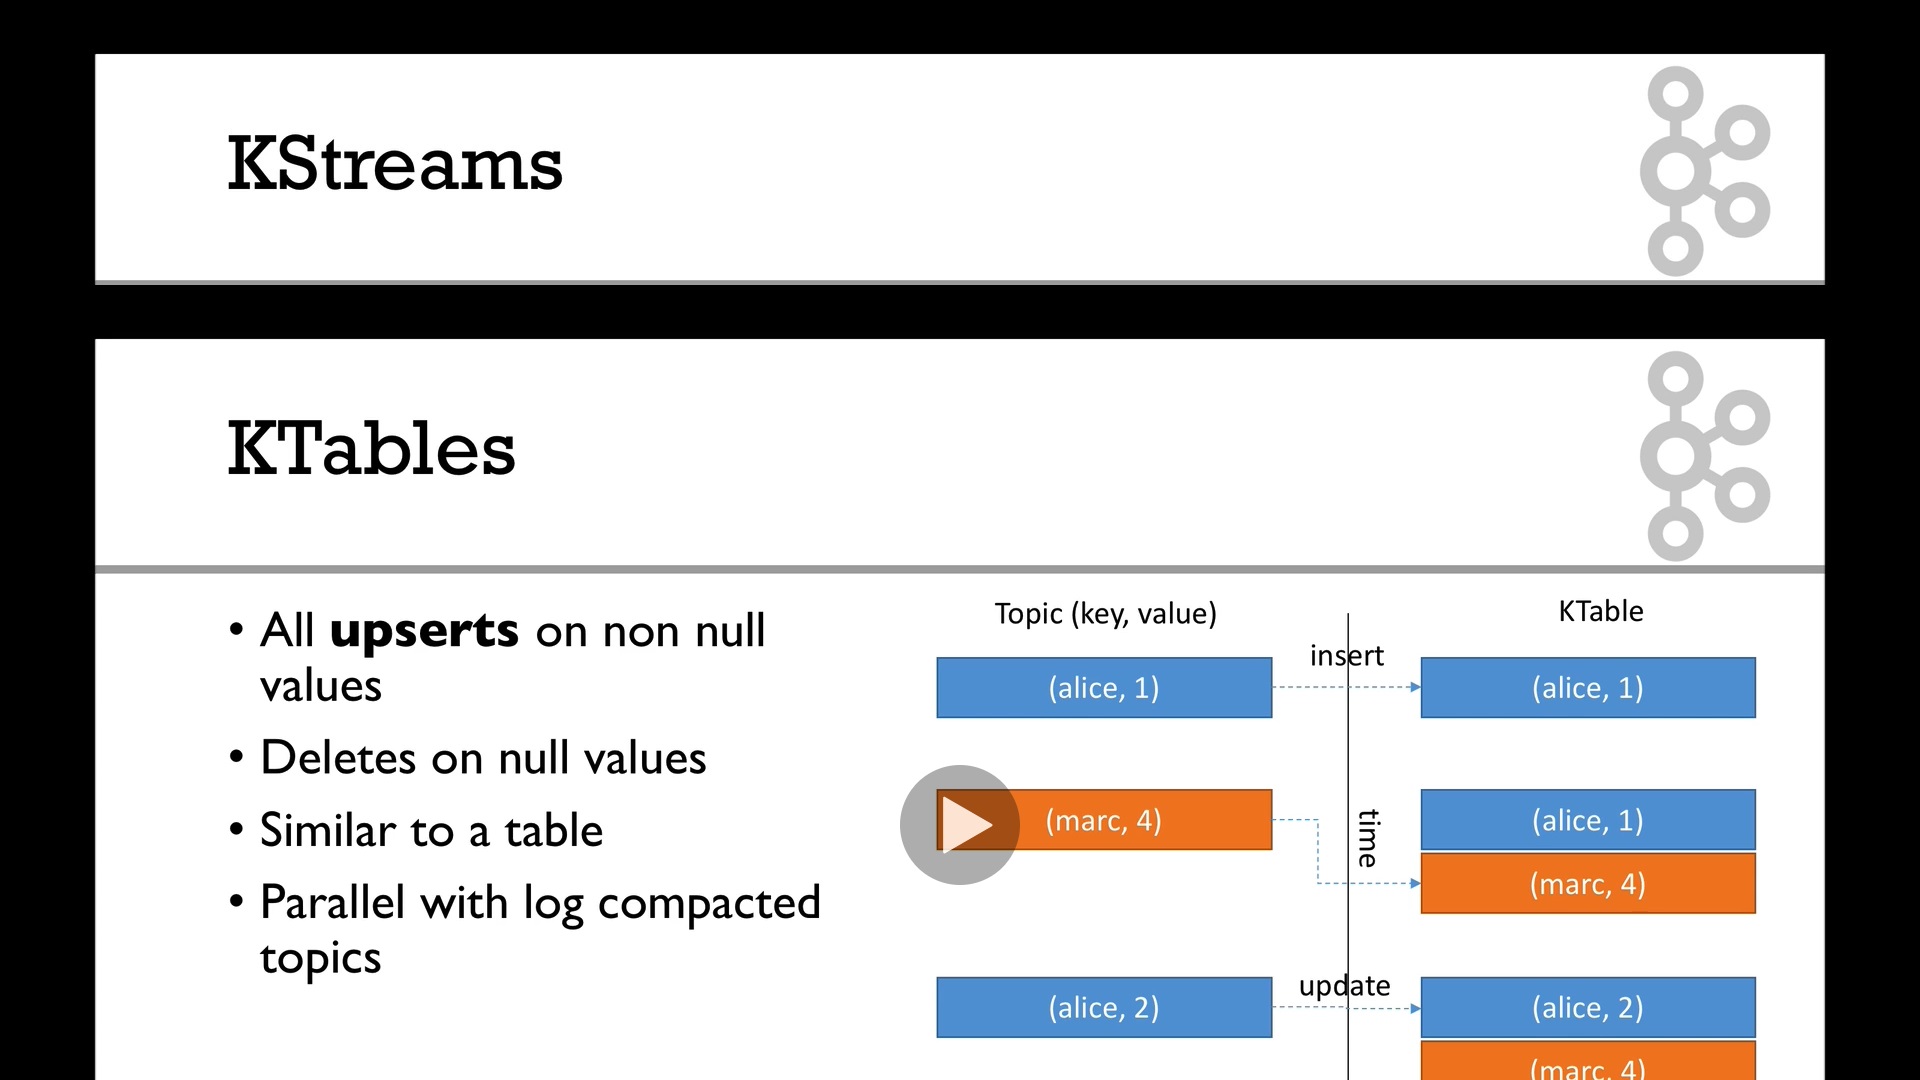 KStreams
KTables
• All upserts on non null
values
• Deletes on null values
• Similar to a table
• Parallel with log compacted
topics
Topic (key, value)
KTable
insert
(alice, 1)
(alice, 1)
time
(marc, 4)
(alice, 1)
(marc, 4)
update
(alice, 2)
(alice, 2)
(marc, 4)